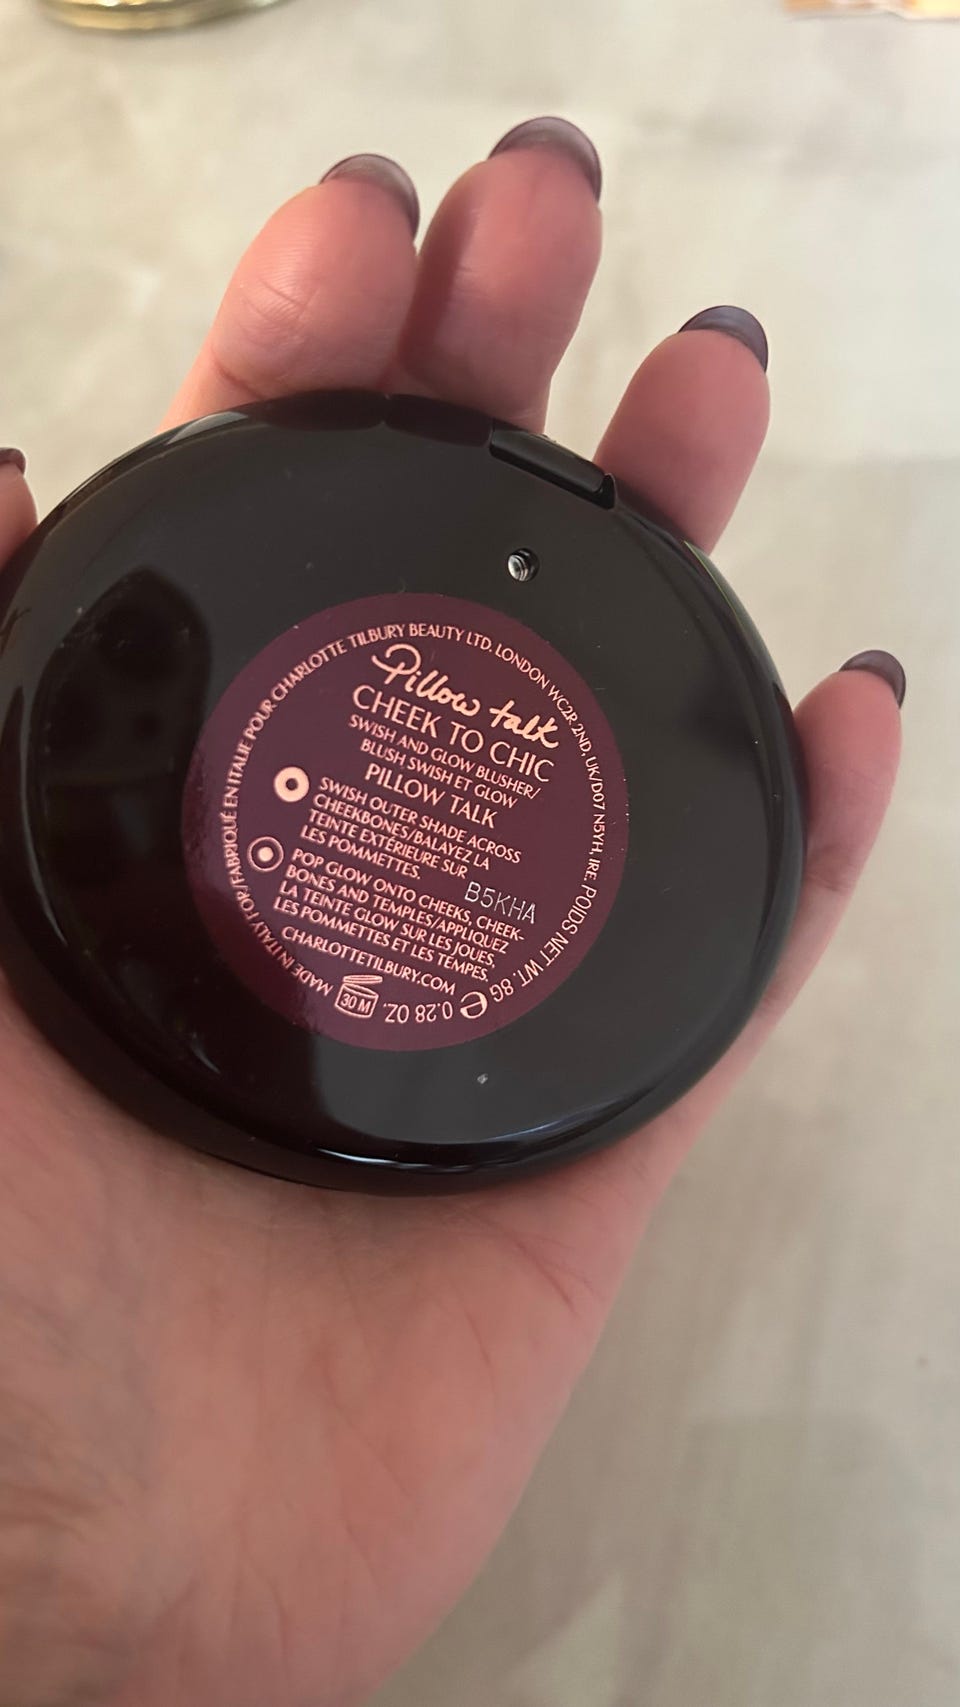 Pillow talk
CHEEK TO CHIC
SWISH AND GLOW BLUSHER/
BLUSH SWISH ET GLOW
PILLOW TALK
SWISH OUTER SHADE ACROSS
CHEEKBONES/BALAYEZ LA
TEINTE EXTÉRIEURE SUR
LES POMMETTES.
B5KHA
POP GLOW ONTO CHEEKS, CHEEK-
BONES AND TEMPLES/APPLIQUEZ
LA TEINTE GLOW SUR LES JOUES,
LES POMMETTES ET LES TEMPES.
CHARLOTTETILBURY.COM
30 M
MADE IN ITALY FOR/FABRIQUÉ EN ITALIE POUR CHARLOTTE TILBURY BEAUTY LTD, LONDON WC2R 2ND, UK/D07 N5YH, IRE. POIDS NET WT. 8G e 0.28 OZ.